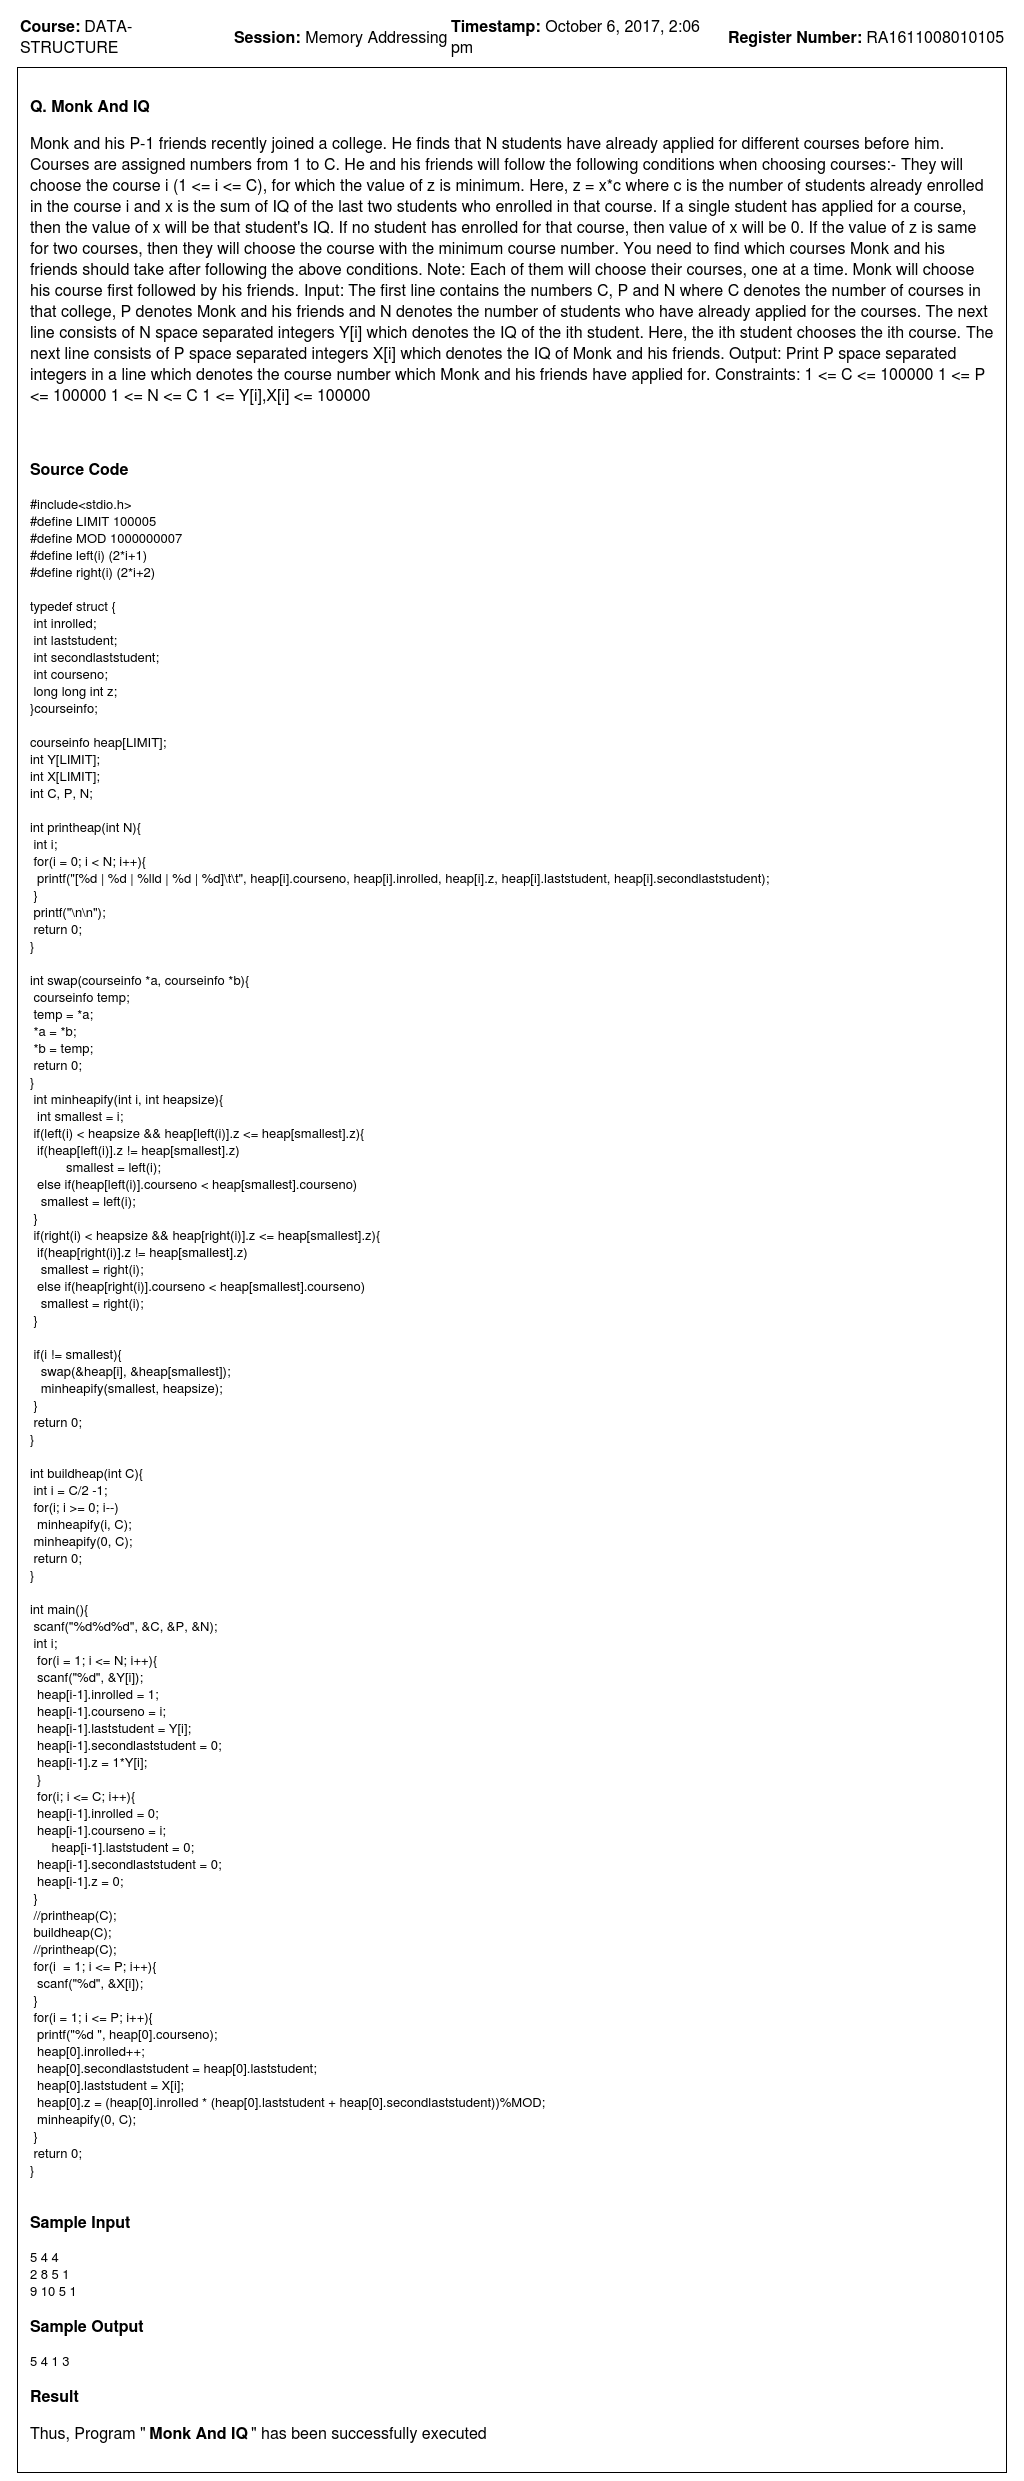 Course: DATA-STRUCTURE
Session: Memory Addressing
Timestamp: October 6, 2017, 2:06 pm
Register Number: RA1611008010105
Q. Monk And IQ
Monk and his P-1 friends recently joined a college. He finds that N students have already applied for different courses before him.
Courses are assigned numbers from 1 to C. He and his friends will follow the following conditions when choosing courses:- They will
choose the course i (1 <= i <= C), for which the value of z is minimum. Here, z = x*c where c is the number of students already enrolled
in the course i and x is the sum of IQ of the last two students who enrolled in that course. If a single student has applied for a course,
then the value of x will be that student's IQ. If no student has enrolled for that course, then value of x will be 0. If the value of z is same
for two courses, then they will choose the course with the minimum course number. You need to find which courses Monk and his
friends should take after following the above conditions. Note: Each of them will choose their courses, one at a time. Monk will choose
his course first followed by his friends. Input: The first line contains the numbers C, P and N where C denotes the number of courses in
that college, P denotes Monk and his friends and N denotes the number of students who have already applied for the courses. The next
line consists of N space separated integers Y[i] which denotes the IQ of the ith student. Here, the ith student chooses the ith course. The
next line consists of P space separated integers X[i] which denotes the IQ of Monk and his friends. Output: Print P space separated
integers in a line which denotes the course number which Monk and his friends have applied for. Constraints: 1 <= C <= 100000 1 <= P
<= 100000 1 <= N <= C 1 <= Y[i],X[i] <= 100000
Source Code
#include<stdio.h>
#define LIMIT 100005
#define MOD 1000000007
#define left(i) (2*i+1)
#define right(i) (2*i+2)
typedef struct {
int inrolled;
int laststudent;
int secondlaststudent;
int courseno;
long long int z;
}courseinfo;
courseinfo heap[LIMIT];
int Y[LIMIT];
int X[LIMIT];
int C, P, N;
int printheap(int N){
int i;
for(i = 0; i < N; i++){
printf("[%d | %d | %lld | %d | %d]\t\t", heap[i].courseno, heap[i].inrolled, heap[i].z, heap[i].laststudent, heap[i].secondlaststudent);
}
printf("\n\n");
return 0;
}
int swap(courseinfo *a, courseinfo *b){
courseinfo temp;
temp = *a;
*a = *b;
*b = temp;
return 0;
}
int minheapify(int i, int heapsize){
int smallest = i;
if(left(i) < heapsize && heap[left(i)].z <= heap[smallest].z){
if(heap[left(i)].z != heap[smallest].z)
smallest = left(i);
else if(heap[left(i)].courseno < heap[smallest].courseno)
smallest = left(i);
}
if(right(i) < heapsize && heap[right(i)].z <= heap[smallest].z){
if(heap[right(i)].z != heap[smallest].z)
smallest = right(i);
else if(heap[right(i)].courseno < heap[smallest].courseno)
smallest = right(i);
}
if(i != smallest){
swap(&heap[i], &heap[smallest]);
minheapify(smallest, heapsize);
}
return 0;
}
int buildheap(int C){
int i = C/2 -1;
for(i; i >= 0; i--)
minheapify(i, C);
minheapify(0, C);
return 0;
}
int main(){
scanf("%d%d%d", &C, &P, &N);
int i;
for(i = 1; i <= N; i++){
scanf("%d", &Y[i]);
heap[i-1].inrolled = 1;
heap[i-1].courseno = i;
heap[i-1].laststudent = Y[i];
heap[i-1].secondlaststudent = 0;
heap[i-1].z = 1*Y[i];
}
for(i; i <= C; i++){
heap[i-1].inrolled = 0;
heap[i-1].courseno = i;
heap[i-1].laststudent = 0;
heap[i-1].secondlaststudent = 0;
heap[i-1].z = 0;
}
//printheap(C);
buildheap(C);
//printheap(C);
for(i  = 1; i <= P; i++){
scanf("%d", &X[i]);
}
for(i = 1; i <= P; i++){
printf("%d ", heap[0].courseno);
heap[0].inrolled++;
heap[0].secondlaststudent = heap[0].laststudent;
heap[0].laststudent = X[i];
heap[0].z = (heap[0].inrolled * (heap[0].laststudent + heap[0].secondlaststudent))%MOD;
minheapify(0, C);
}
return 0;
}
Sample Input
5 4 4
2 8 5 1
9 10 5 1
Sample Output
5 4 1 3
Result
Thus, Program " Monk And IQ " has been successfully executed